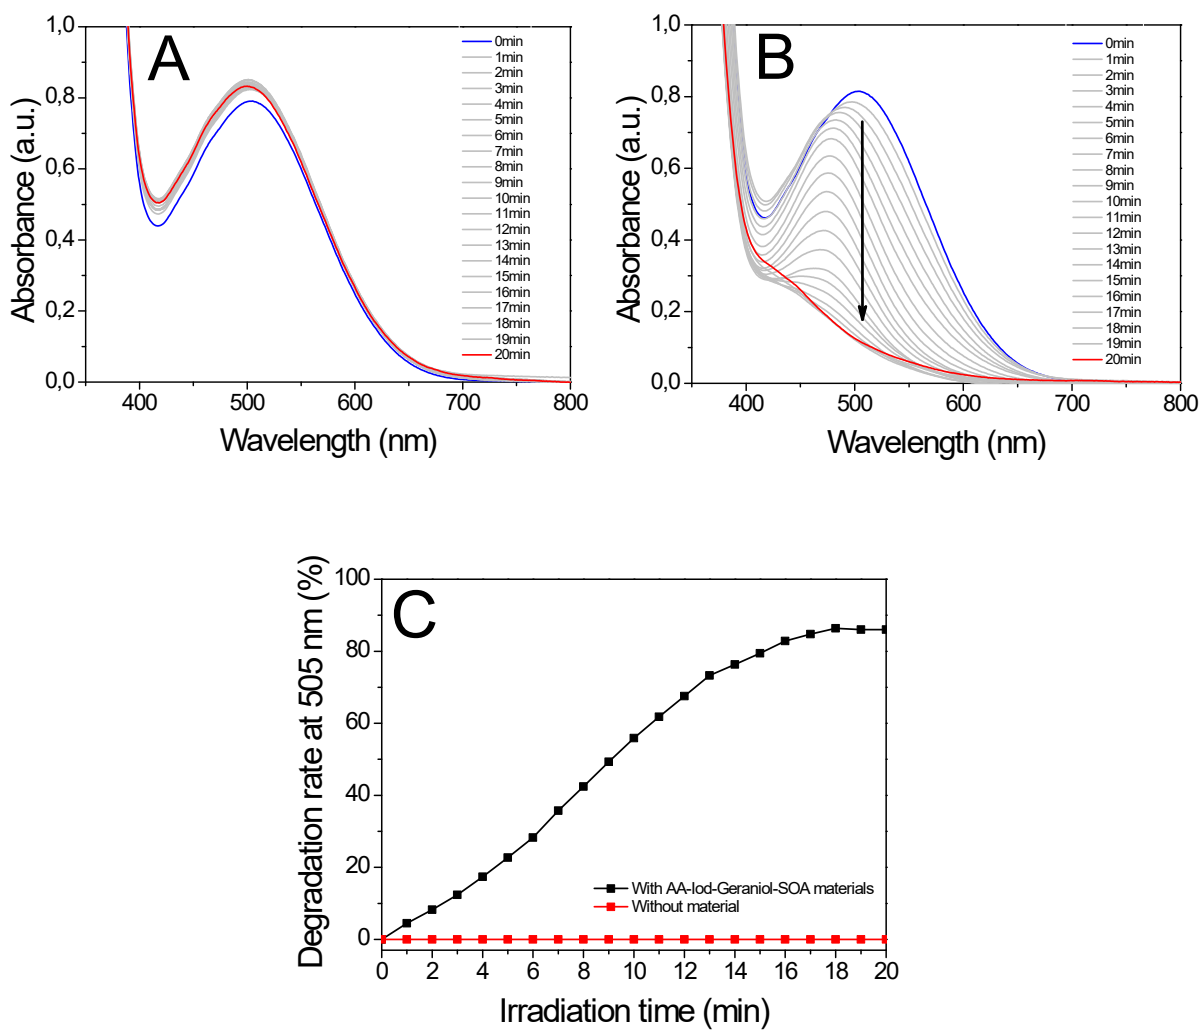 A
1,0
0,8
0,6
0,4
0,2
0,0
Absorbance (a.u.)
400
500
600
700
800
Wavelength (nm)
0min
1min
2min
3min
4min
5min
6min
7min
8min
9min
10min
11min
12min
13min
14min
15min
16min
17min
18min
19min
20min
B
1,0
0,8
0,6
0,4
0,2
0,0
Absorbance (a.u.)
400
500
600
700
800
Wavelength (nm)
0min
1min
2min
3min
4min
5min
6min
7min
8min
9min
10min
11min
12min
13min
14min
15min
16min
17min
18min
19min
20min
C
100
80
60
40
20
0
Degradation rate at 505 nm (%)
With AA-Iod-Geraniol-SOA materials
Without material
0
2
4
6
8
10
12
14
16
18
20
Irradiation time (min)